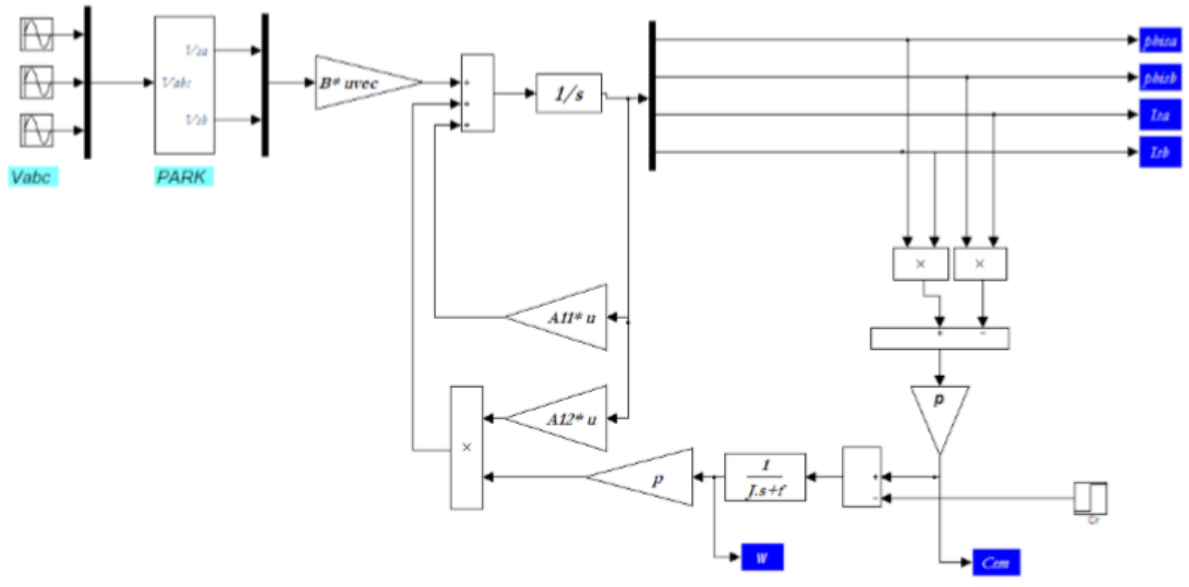 Vsa
Vabc
Vsb
Vabc
PARK
B* uvec
+
+
+
1/s
phisa
phisb
Isa
Isb
×
×
+
-
p
A11* u
A12* u
×
p
1
J.s+f
+
-
Cr
W
Cem